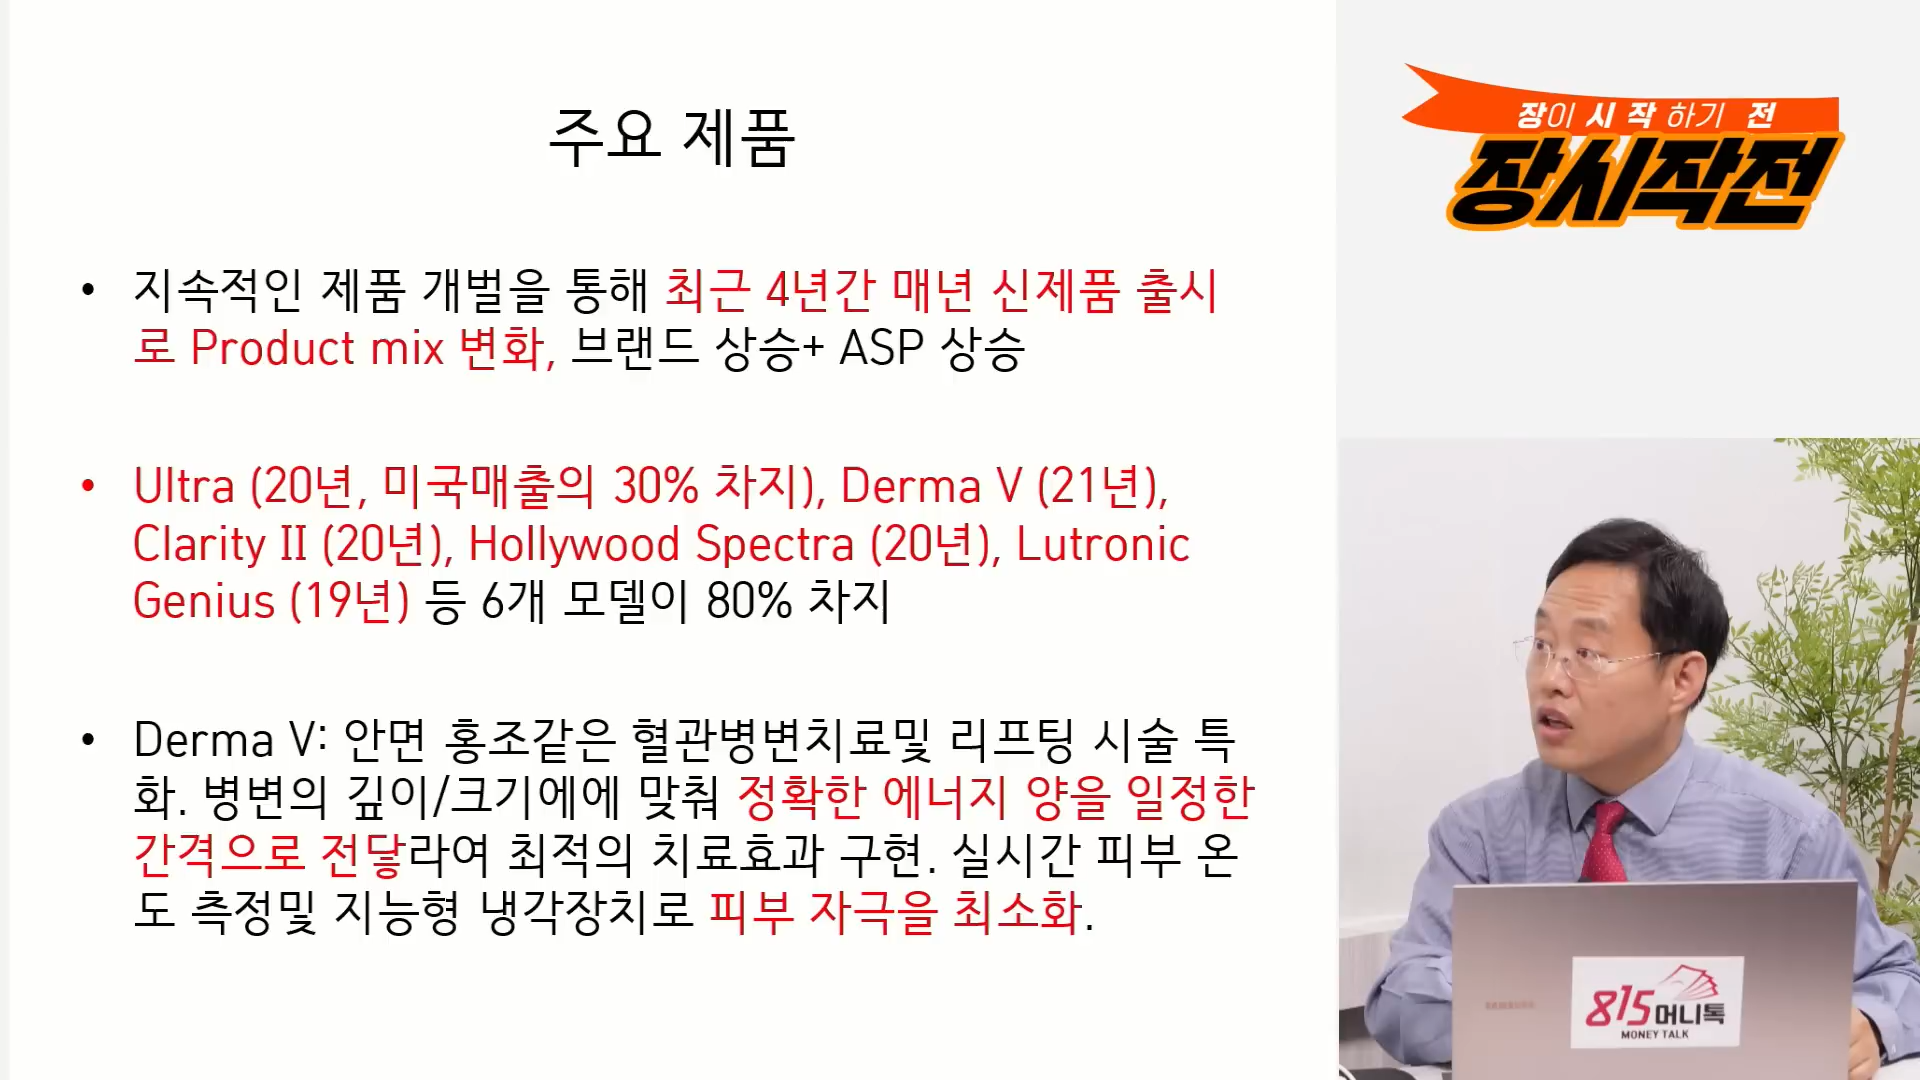 주요 제품
지속적인 제품 개벌을 통해 최근 4년간 매년 신제품 출시
로 Product mix 변화, 브랜드 상승+ ASP 상승
Ultra (20년, 미국매출의 30% 차지), Derma V (21년),
Clarity II (20년), Hollywood Spectra (20년), Lutronic
Genius (19년) 등 6개 모델이 80% 차지
Derma V: 안면 홍조같은 혈관병변치료및 리프팅 시술 특
화. 병변의 깊이/크기에에 맞춰 정확한 에너지 양을 일정한
간격으로 전닿라여 최적의 치료효과 구현. 실시간 피부 온
도 측정및 지능형 냉각장치로 피부 자극을 최소화.
장이 시작하기 전
장시작전
SAMSUNG
815머니톡
MONEY TALK